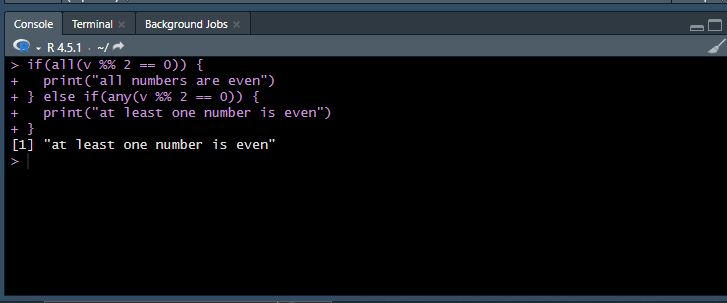 Console Terminal Background Jobs
R 4.5.1 · ~/
> if(all(v %% 2 == 0)) {
+   print("all numbers are even")
+ } else if(any(v %% 2 == 0)) {
+   print("at least one number is even")
+ }
[1] "at least one number is even"
>